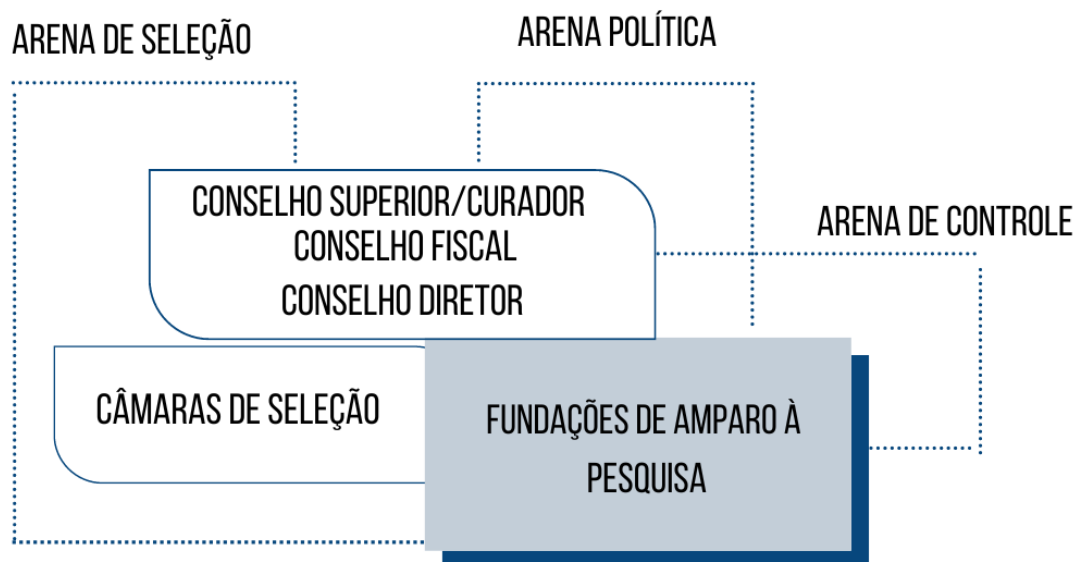 ARENA DE SELEÇÃO
ARENA POLÍTICA
CONSELHO SUPERIOR/CURADOR
CONSELHO FISCAL
CONSELHO DIRETOR
ARENA DE CONTROLE
CÂMARAS DE SELEÇÃO
FUNDAÇÕES DE AMPARO À
PESQUISA